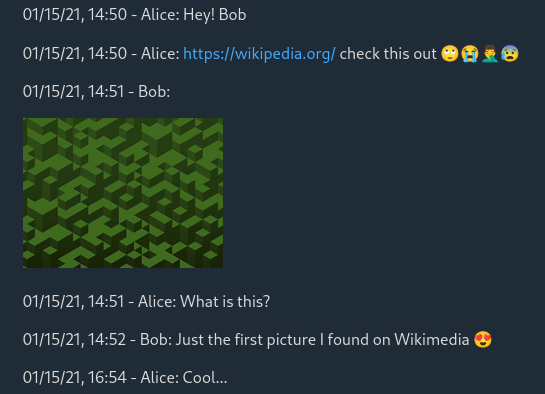 01/15/21, 14:50 - Alice: Hey! Bob
01/15/21, 14:50 - Alice: https://wikipedia.org/ check this out 🙄😭🤦‍♂️😰
01/15/21, 14:51 - Bob:
01/15/21, 14:51 - Alice: What is this?
01/15/21, 14:52 - Bob: Just the first picture I found on Wikimedia 😍
01/15/21, 16:54 - Alice: Cool...